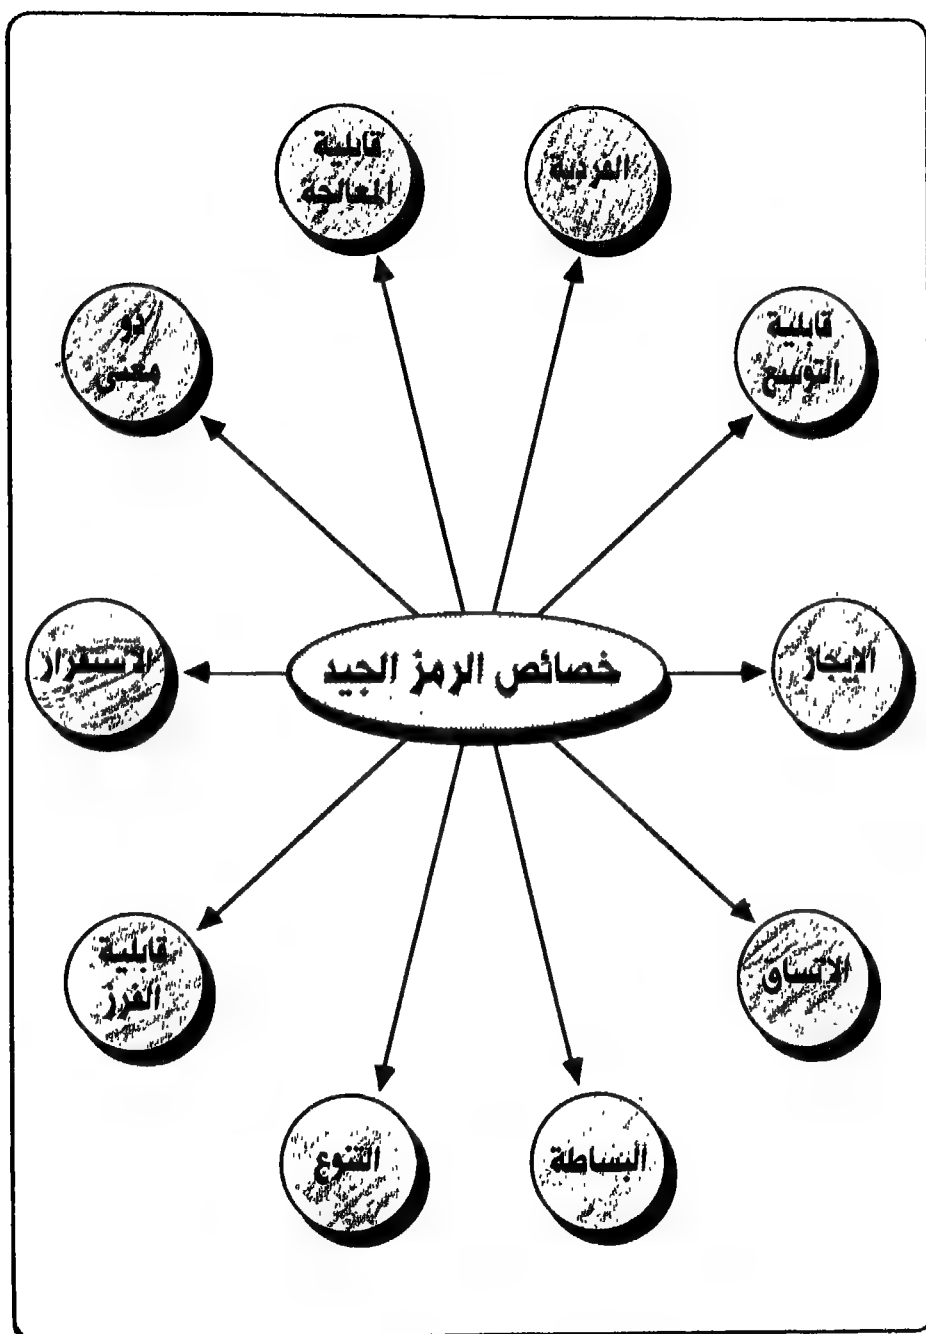 الفردية
قابلية
المعالجة
قابلية
التوسع
ذو
معنى
خصائص الرمز الجيد
الإيجاز
الاستقرار
الاتساق
قابلية
الفرز
البساطة
التنوع